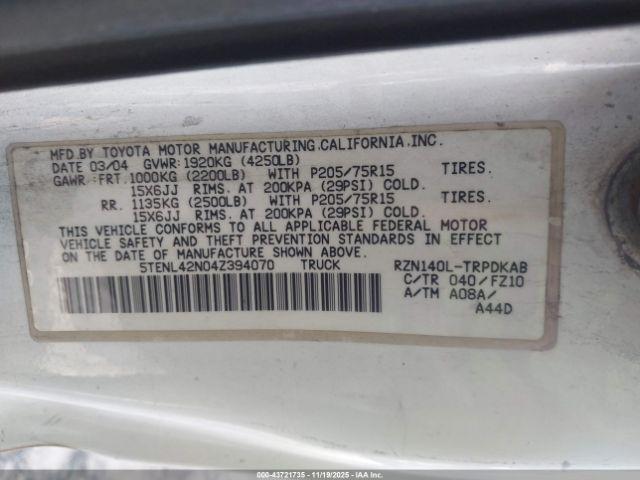 MFD.BY TOYOTA MOTOR MANUFACTURING.CALIFORNIA.INC.
DATE 03/04 GVWR:1920KG (4250LB)
GAWR:FRT.1000KG (2200LB) WITH P205/75R15 TIRES.
15X6JJ RIMS. AT 200KPA (29PSI) COLD.
RR. 1135KG (2500LB) WITH P205/75R15 TIRES.
15X6JJ RIMS. AT 200KPA (29PSI) COLD.
THIS VEHICLE CONFORMS TO ALL APPLICABLE FEDERAL MOTOR
VEHICLE SAFETY AND THEFT PREVENTION STANDARDS IN EFFECT
ON THE DATE OF MANUFACTURE SHOWN ABOVE.
5TENL42N04Z394070 TRUCK RZN140L-TRPDKAB
C/TR 040/FZ10
A/TM A08A/
A44D
000-43721735 - 11/19/2025 - IAA Inc.